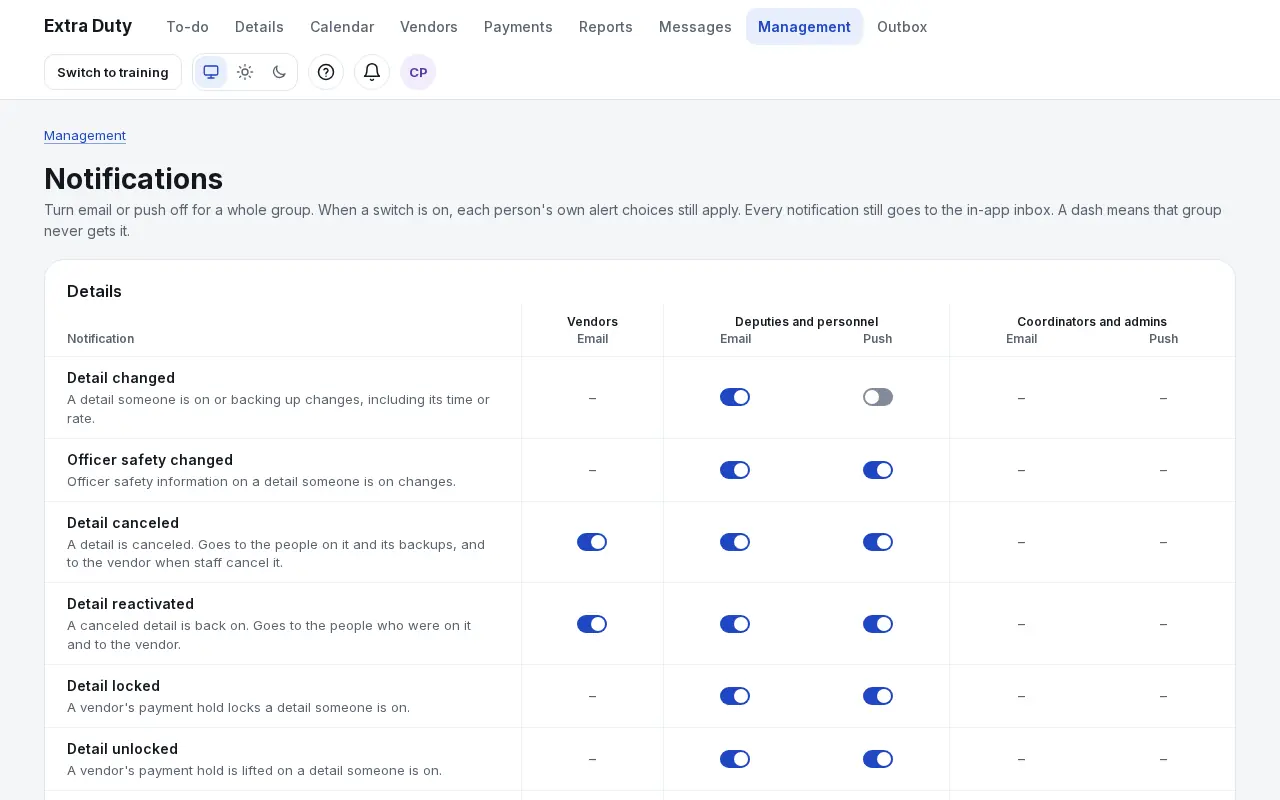 Extra Duty
To-do
Details
Calendar
Vendors
Payments
Reports
Messages
Management
Outbox
Switch to training
CP
Management
Notifications
Turn email or push off for a whole group. When a switch is on, each person's own alert choices still apply. Every notification still goes to the in-app inbox. A dash means that group
never gets it.
Details
Vendors
Deputies and personnel
Coordinators and admins
Notification
Email
Email
Push
Email
Push
Detail changed
A detail someone is on or backing up changes, including its time or
rate.
–
–
–
Officer safety changed
Officer safety information on a detail someone is on changes.
–
–
–
Detail canceled
A detail is canceled. Goes to the people on it and its backups, and
to the vendor when staff cancel it.
–
–
Detail reactivated
A canceled detail is back on. Goes to the people who were on it
and to the vendor.
–
–
Detail locked
A vendor's payment hold locks a detail someone is on.
–
–
–
Detail unlocked
A vendor's payment hold is lifted on a detail someone is on.
–
–
–